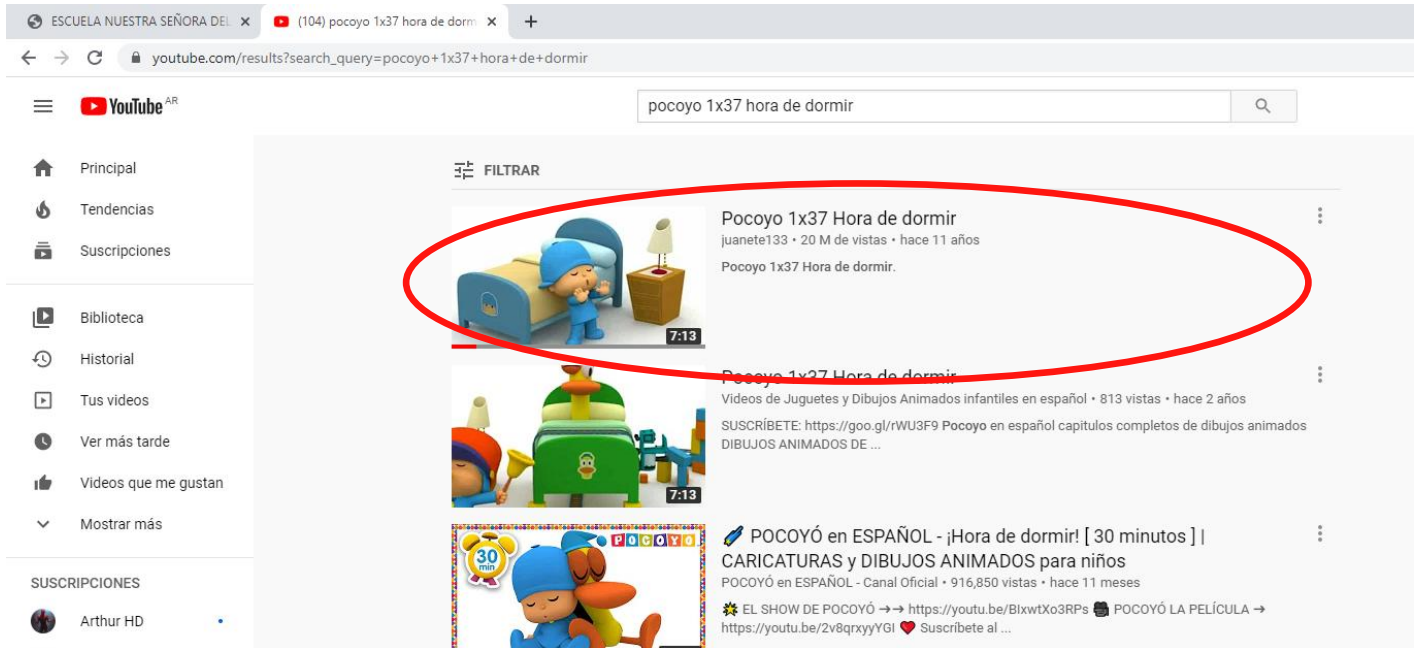 ESCUELA NUESTRA SEÑORA DEL
(104) pocoyo 1x37 hora de dorm
youtube.com/results?search_query=pocoyo+1x37+hora+de+dormir
YouTube AR
pocoyo 1x37 hora de dormir
Principal
Tendencias
Suscripciones
Biblioteca
Historial
Tus videos
Ver más tarde
Videos que me gustan
Mostrar más
SUSCRIPCIONES
Arthur HD
FILTRAR
Pocoyo 1x37 Hora de dormir
juanete133 • 20 M de vistas • hace 11 años
Pocoyo 1x37 Hora de dormir.
7:13
Pocoyo 1x37 Hora de dormir
Videos de Juguetes y Dibujos Animados infantiles en español • 813 vistas • hace 2 años
SUSCRÍBETE: https://goo.gl/rWU3F9 Pocoyo en español capitulos completos de dibujos animados
DIBUJOS ANIMADOS DE ...
7:13
30
min
POCOYO
POCOYÓ en ESPAÑOL - ¡Hora de dormir! [ 30 minutos ] |
CARICATURAS y DIBUJOS ANIMADOS para niños
POCOYÓ en ESPAÑOL - Canal Oficial • 916,850 vistas • hace 11 meses
EL SHOW DE POCOYÓ →→ https://youtu.be/BIxwtXo3RPs POCOYÓ LA PELÍCULA →
https://youtu.be/2v8qrxyyYGI Suscríbete al ...